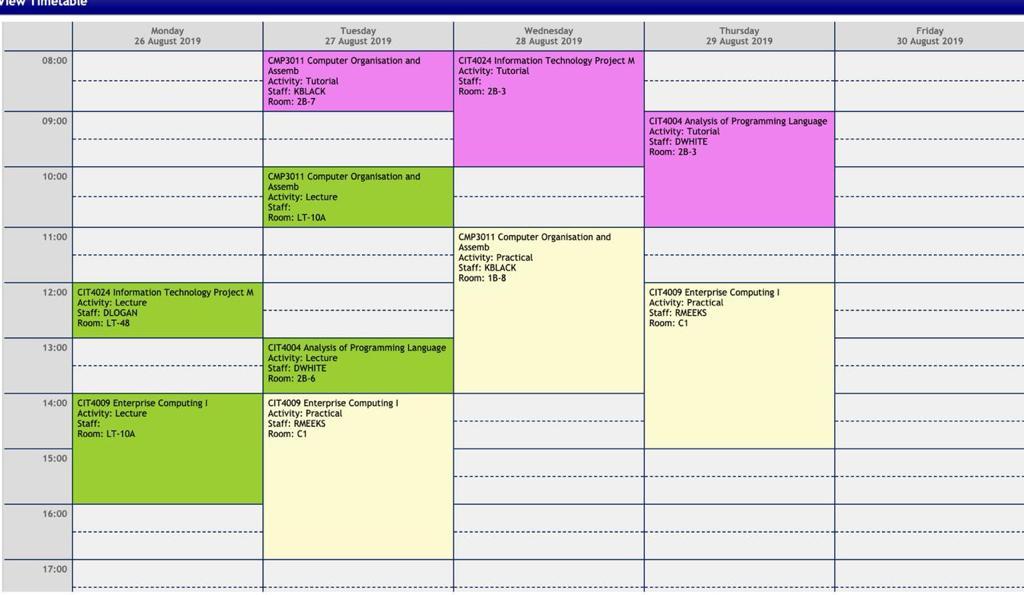 View Timetable
Monday
26 August 2019
Tuesday
27 August 2019
Wednesday
28 August 2019
Thursday
29 August 2019
Friday
30 August 2019
08:00
CMP3011 Computer Organisation and
Assemb
Activity: Tutorial
Staff: KBLACK
Room: 2B-7
CIT4024 Information Technology Project M
Activity: Tutorial
Staff:
Room: 2B-3
09:00
CIT4004 Analysis of Programming Language
Activity: Tutorial
Staff: DWHITE
Room: 2B-3
10:00
CMP3011 Computer Organisation and
Assemb
Activity: Lecture
Staff:
Room: LT-10A
11:00
CMP3011 Computer Organisation and
Assemb
Activity: Practical
Staff: KBLACK
Room: 1B-8
12:00
CIT4024 Information Technology Project M
Activity: Lecture
Staff: DLOGAN
Room: LT-48
CIT4009 Enterprise Computing I
Activity: Practical
Staff: RMEEKS
Room: C1
13:00
CIT4004 Analysis of Programming Language
Activity: Lecture
Staff: DWHITE
Room: 2B-6
14:00
CIT4009 Enterprise Computing I
Activity: Lecture
Staff:
Room: LT-10A
CIT4009 Enterprise Computing I
Activity: Practical
Staff: RMEEKS
Room: C1
15:00
16:00
17:00